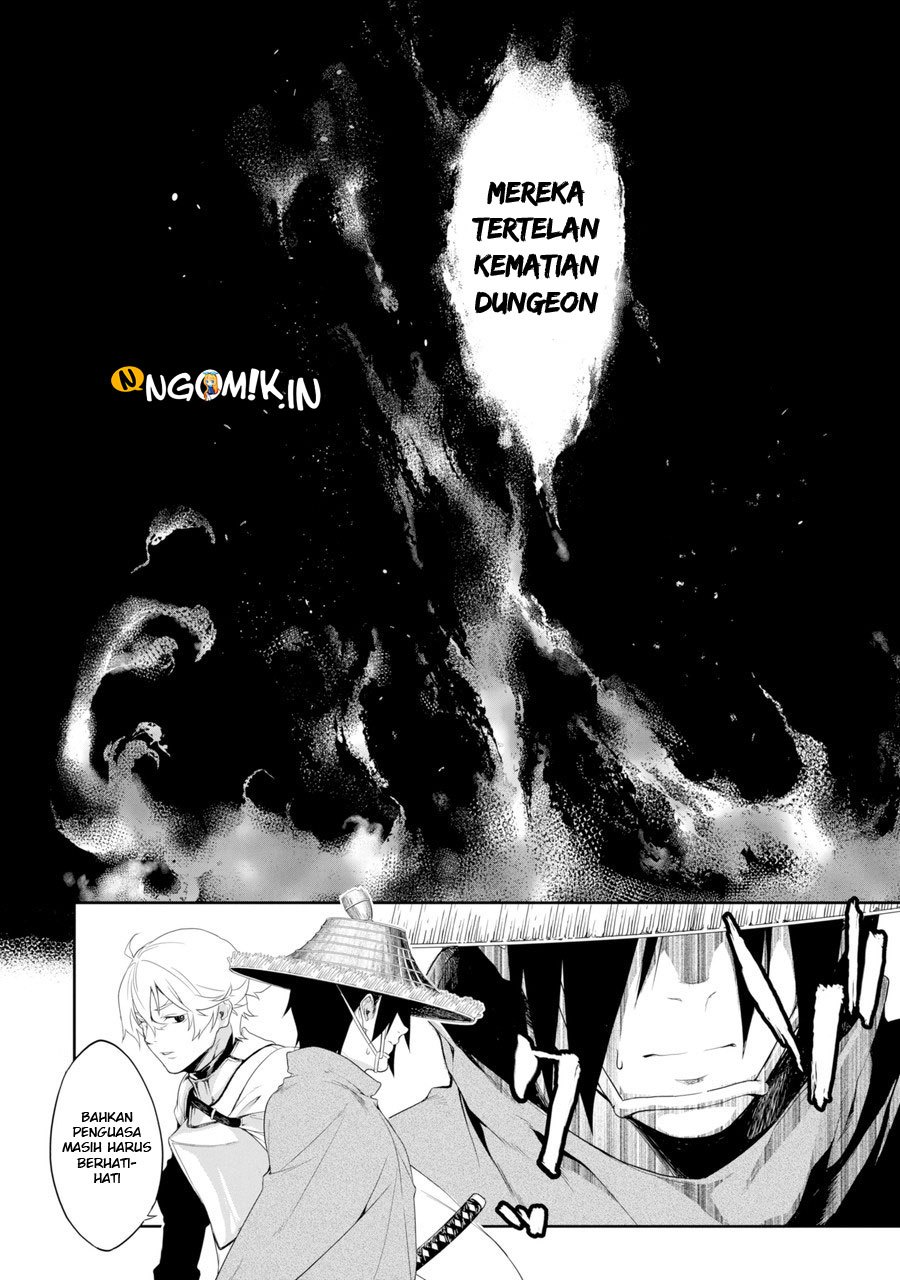 MEREKA
TERTELAN
KEMATIAN
DUNGEON
N NGOM!K.IN
BAHKAN
PENGUASA
MASIH HARUS
BERHATI-
HATI